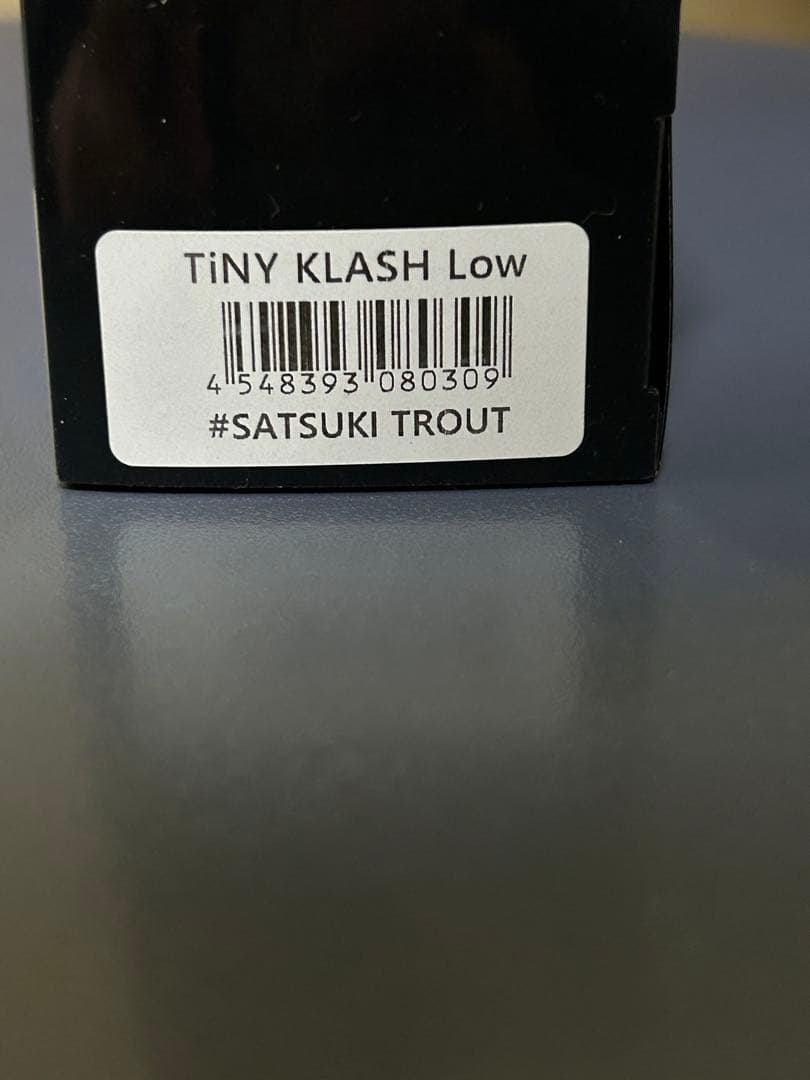 TiNY KLASH Low
4 548393 080309
#SATSUKI TROUT